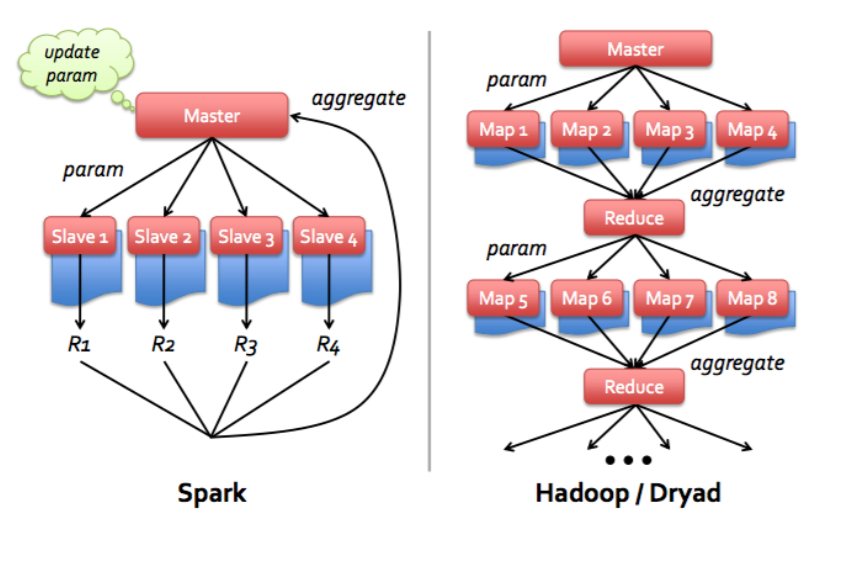 update
param
Master
aggregate
param
Slave 1
Slave 2
Slave 3
Slave 4
R1
R2
R3
R4
Spark
Master
param
Map 1
Map 2
Map 3
Map 4
aggregate
Reduce
param
Map 5
Map 6
Map 7
Map 8
aggregate
Reduce
•••
Hadoop / Dryad